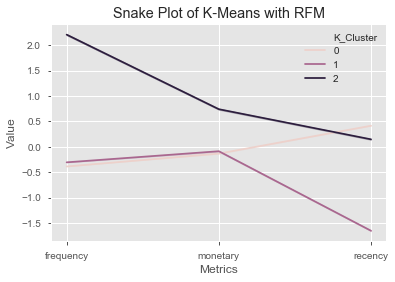 Snake Plot of K-Means with RFM
K_Cluster
0
1
2
Value
2.0
1.5
1.0
0.5
0.0
−0.5
−1.0
−1.5
frequency
monetary
recency
Metrics